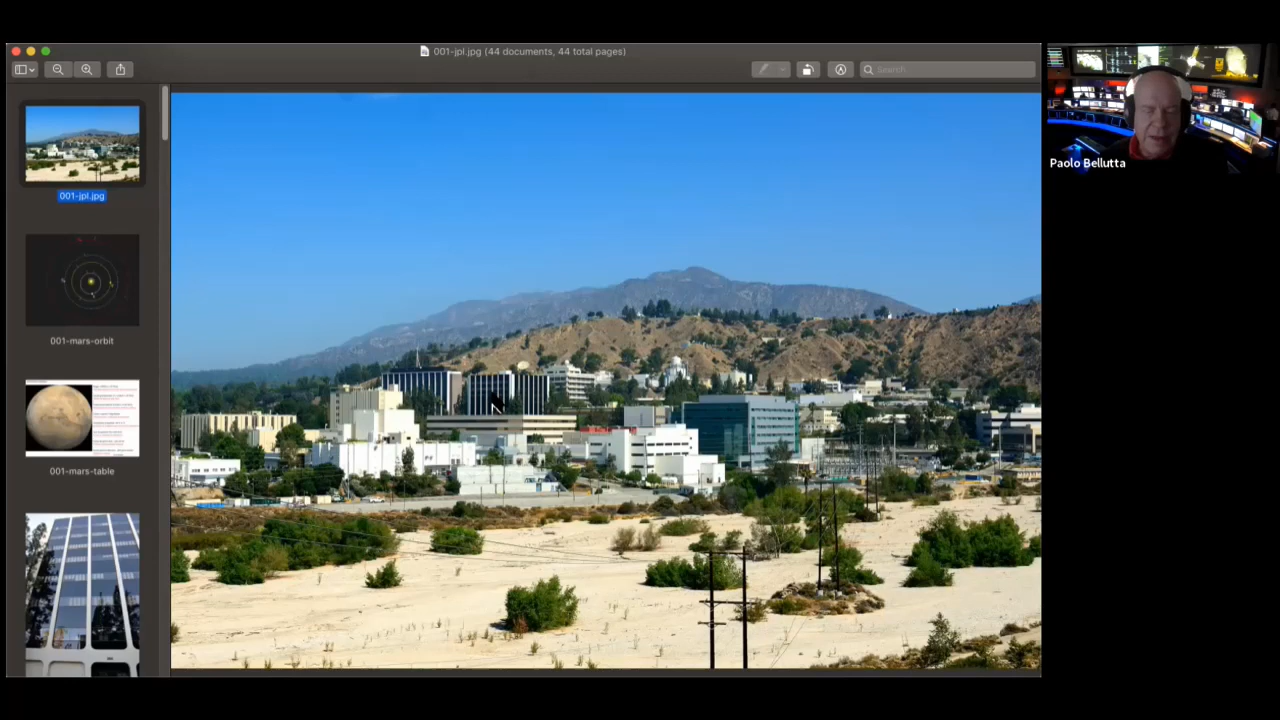 001-jpl.jpg (44 documents, 44 total pages)
Search
001-jpl.jpg
001-mars-orbit
001-mars-table
Paolo Bellutta